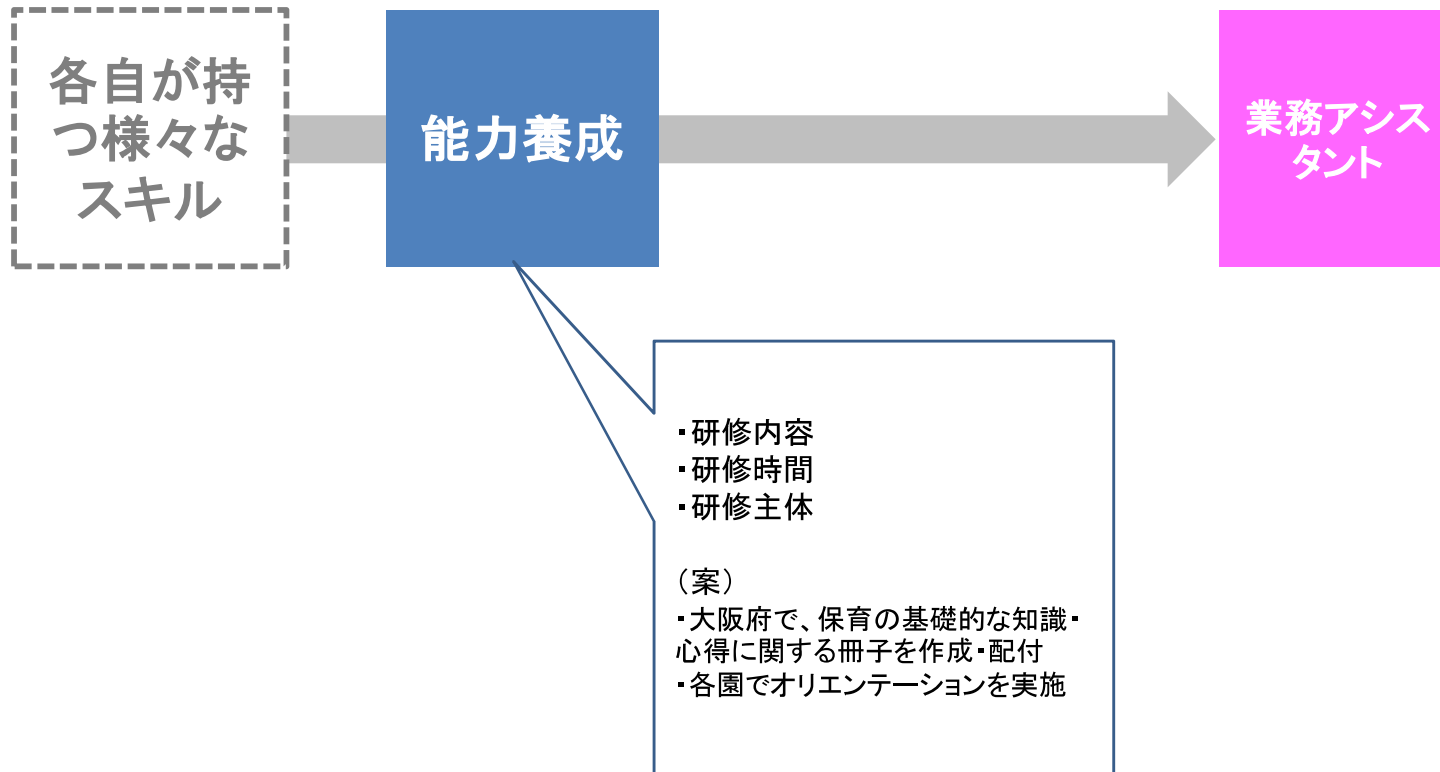 各自が持
つ様々な
スキル
能力養成
業務アシス
タント
・研修内容
・研修時間
・研修主体
（案）
・大阪府で、保育の基礎的な知識・
心得に関する冊子を作成・配付
・各園でオリエンテーションを実施